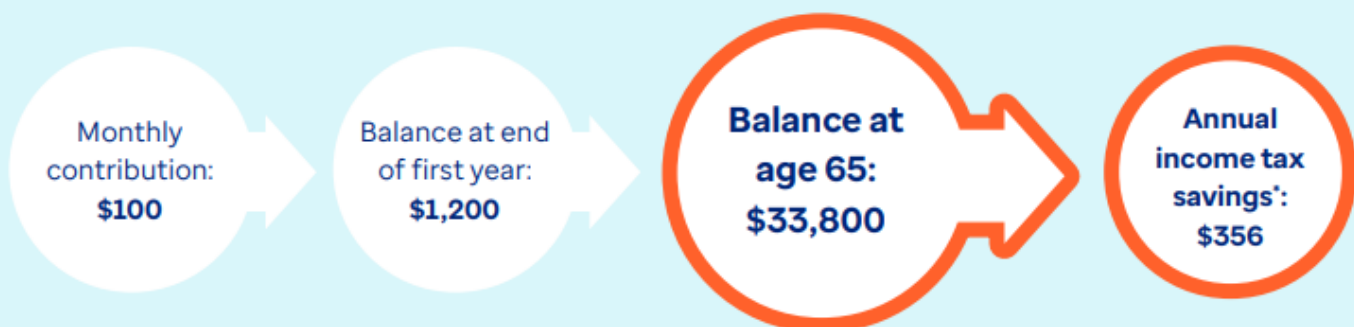 Monthly
contribution:
$100
Balance at end
of first year:
$1,200
Balance at
age 65:
$33,800
Annual
income tax
savings*:
$356